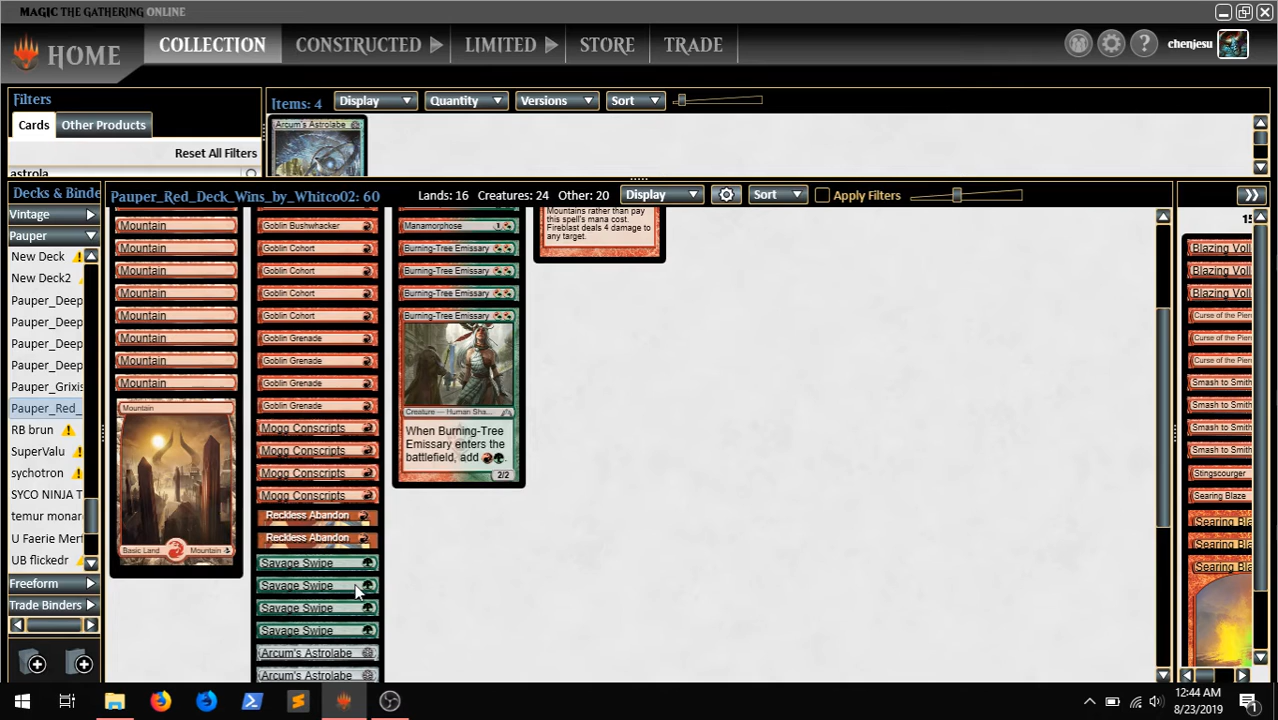 MAGIC THE GATHERING ONLINE
HOME
COLLECTION
CONSTRUCTED
LIMITED
STORE
TRADE
chenjesu
Filters
Items: 4
Display
Quantity
Versions
Sort
Cards
Other Products
Arcum's Astrolabe
Reset All Filters
astrola
Decks & Binde
Pauper_Red_Deck_Wins_by_Whitco02: 60
Lands: 16
Creatures: 24
Other: 20
Display
Sort
Apply Filters
Vintage
Pauper
New Deck
New Deck2
Pauper_Deep
Pauper_Deep
Pauper_Deep
Pauper_Deep
Pauper_Grixis
Pauper_Red_
RB brun
SuperValu
sychotron
SYCO NINJA T
temur monar
U Faerie Merf
UB flickedr
Freeform
Trade Binders
Mountain
Mountain
Mountain
Mountain
Mountain
Mountain
Mountain
Mountain
Mountain
Basic Land
Mountain
Goblin Bushwhacker
Goblin Cohort
Goblin Cohort
Goblin Cohort
Goblin Cohort
Goblin Grenade
Goblin Grenade
Goblin Grenade
Goblin Grenade
Mogg Conscripts
Mogg Conscripts
Mogg Conscripts
Mogg Conscripts
Reckless Abandon
Reckless Abandon
Savage Swipe
Savage Swipe
Savage Swipe
Savage Swipe
Arcum's Astrolabe
Arcum's Astrolabe
Manamorphose 1
Burning-Tree Emissary
Burning-Tree Emissary
Burning-Tree Emissary
Burning-Tree Emissary
Creature — Human Sha...
When Burning-Tree
Emissary enters the
battlefield, add
2/2
Mountains rather than pay
this spell's mana cost.
Fireblast deals 4 damage to
any target.
15
Blazing Voll
Blazing Voll
Blazing Voll
Curse of the Pierc
Curse of the Pierc
Curse of the Pierc
Smash to Smith
Smash to Smith
Smash to Smith
Smash to Smith
Stingscourger
Searing Blaze
Searing Bla
Searing Bla
Searing Bla
12:44 AM
8/23/2019
1